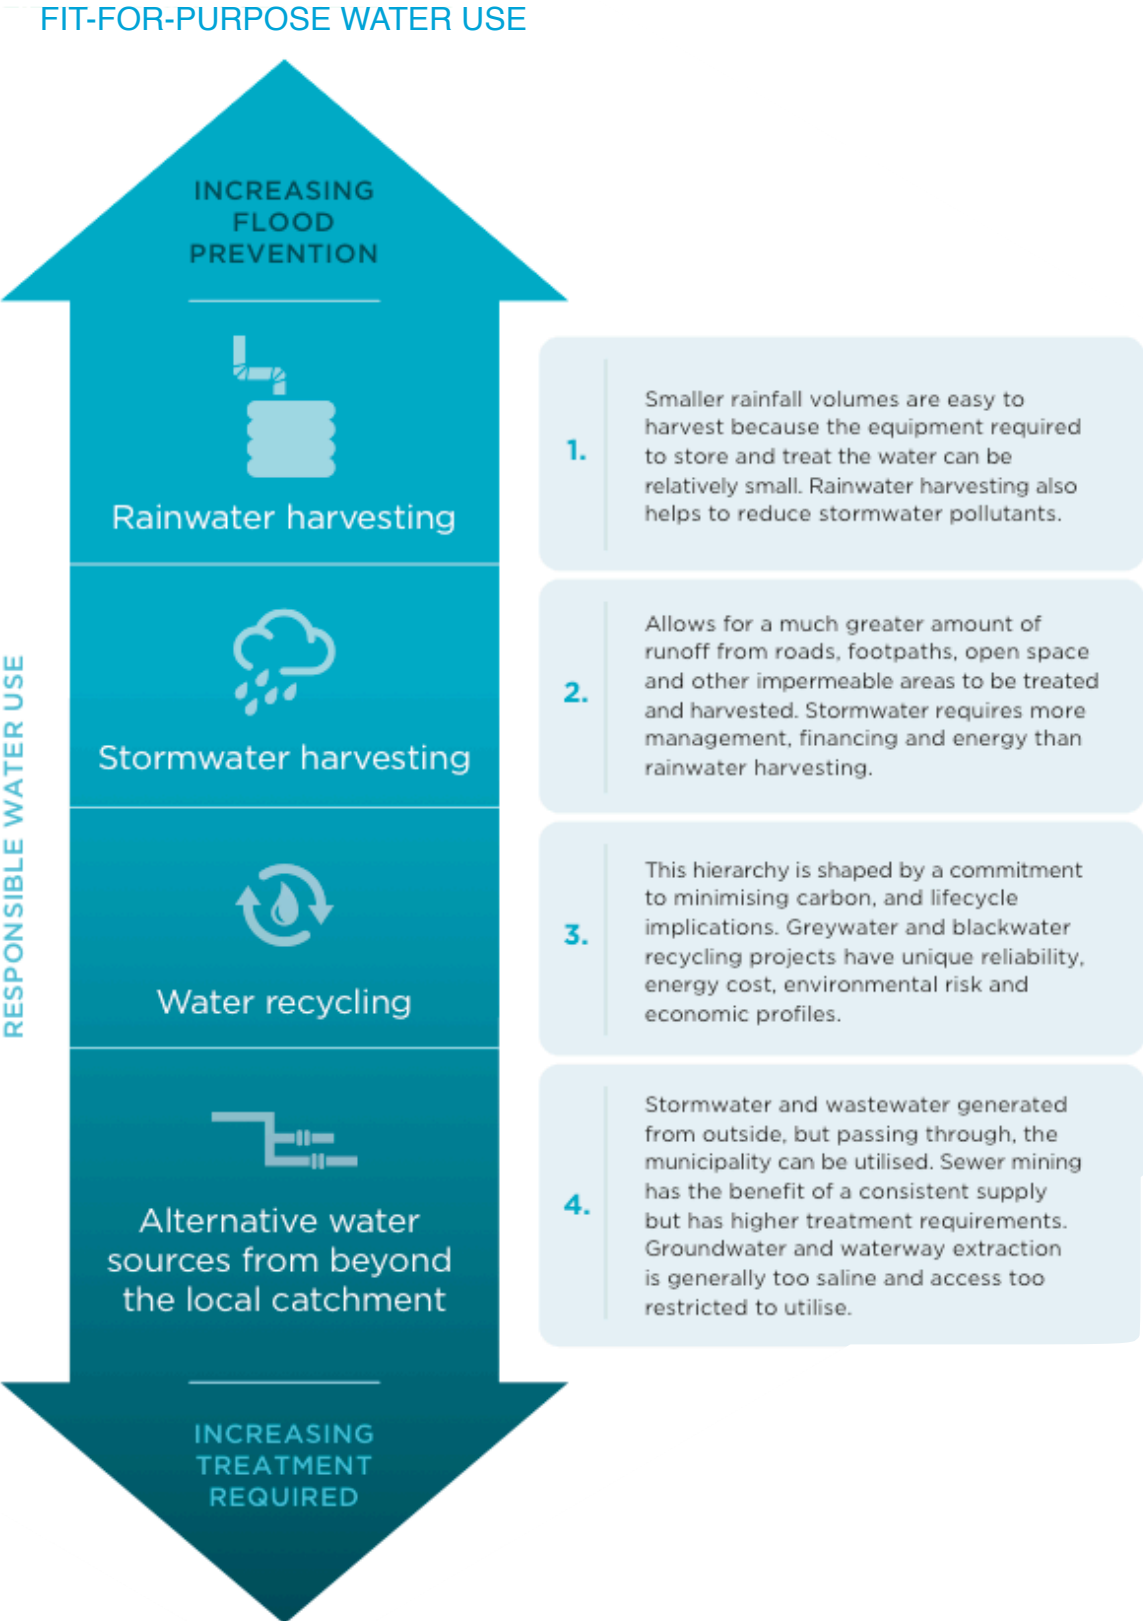 FIT-FOR-PURPOSE WATER USE
INCREASING
FLOOD
PREVENTION
RESPONSIBLE WATER USE
Rainwater harvesting
1.
Smaller rainfall volumes are easy to
harvest because the equipment required
to store and treat the water can be
relatively small. Rainwater harvesting also
helps to reduce stormwater pollutants.
Stormwater harvesting
2.
Allows for a much greater amount of
runoff from roads, footpaths, open space
and other impermeable areas to be treated
and harvested. Stormwater requires more
management, financing and energy than
rainwater harvesting.
Water recycling
3.
This hierarchy is shaped by a commitment
to minimising carbon, and lifecycle
implications. Greywater and blackwater
recycling projects have unique reliability,
energy cost, environmental risk and
economic profiles.
Alternative water
sources from beyond
the local catchment
4.
Stormwater and wastewater generated
from outside, but passing through, the
municipality can be utilised. Sewer mining
has the benefit of a consistent supply
but has higher treatment requirements.
Groundwater and waterway extraction
is generally too saline and access too
restricted to utilise.
INCREASING
TREATMENT
REQUIRED